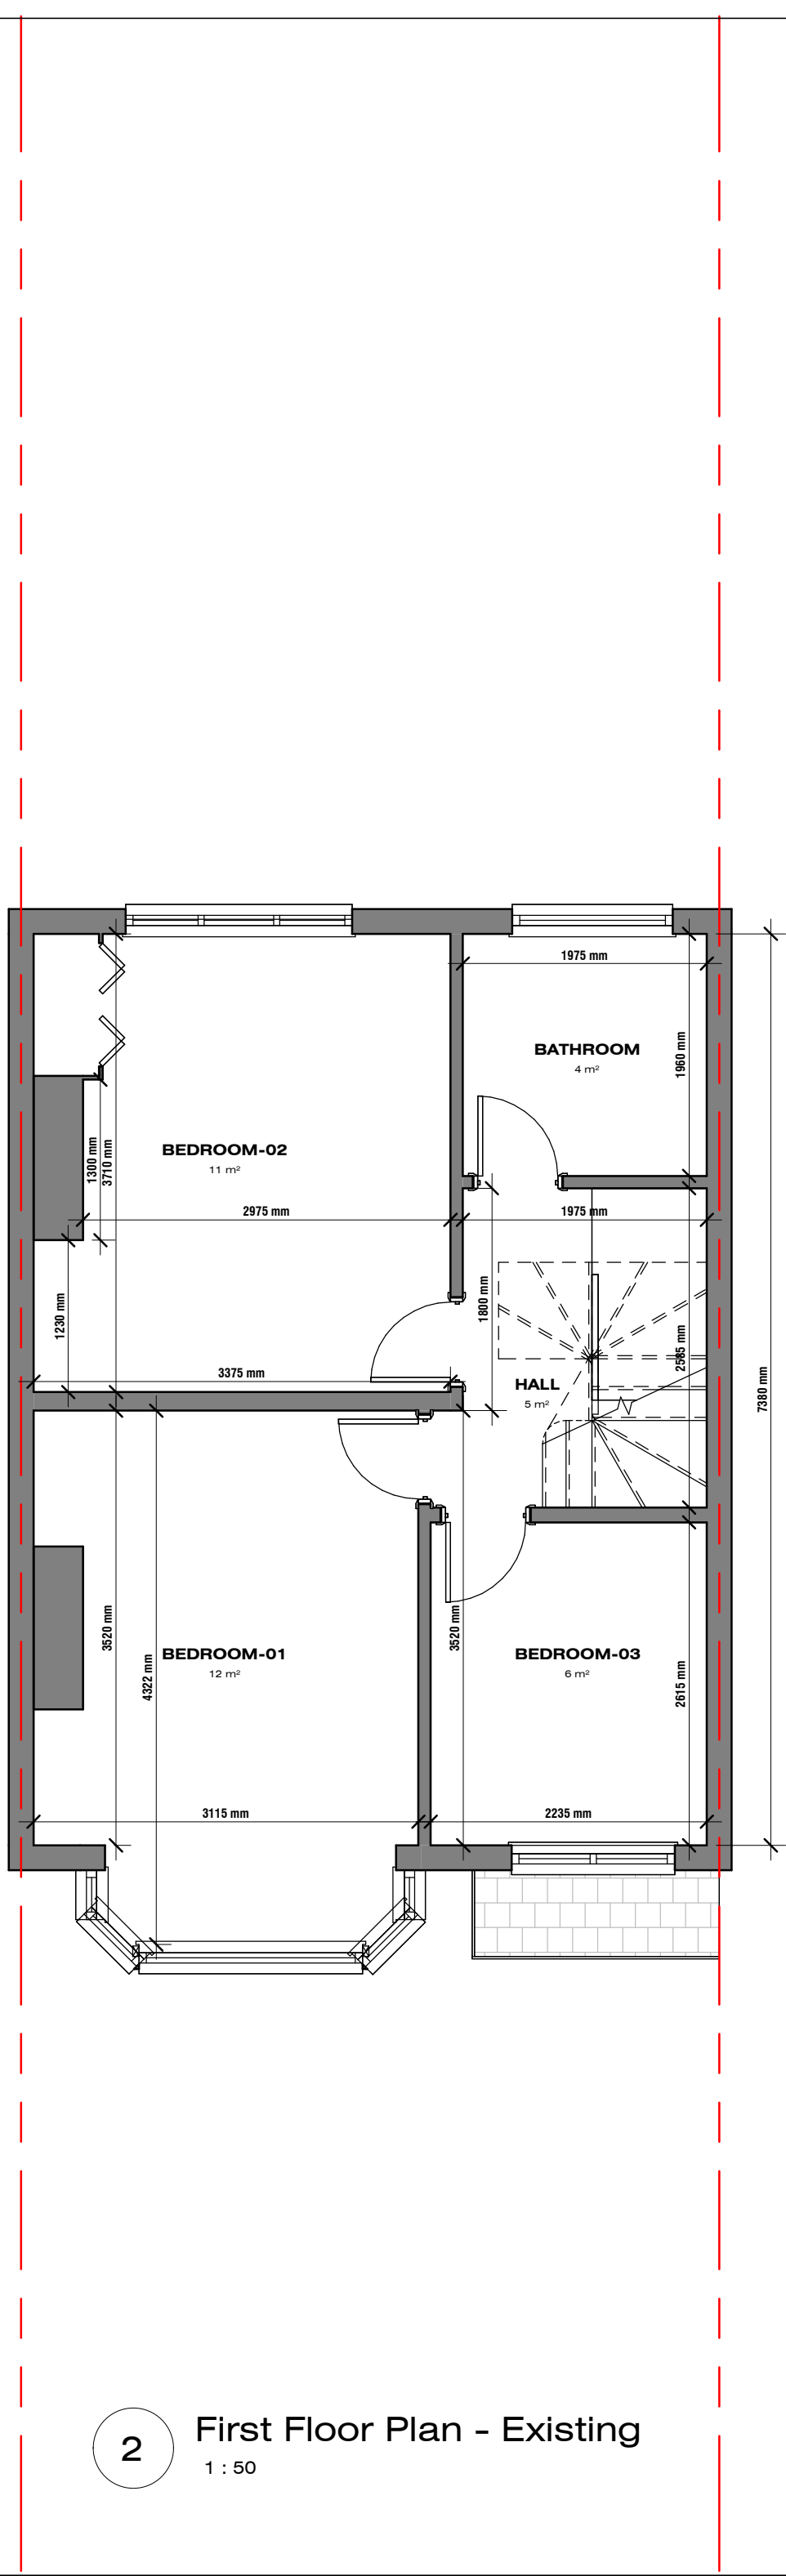 1975 mm
BATHROOM
4 m²
1960 mm
BEDROOM-02
11 m²
1300 mm
3710 mm
2975 mm
1975 mm
1230 mm
1800 mm
3375 mm
HALL
5 m²
2585 mm
7380 mm
3520 mm
4322 mm
BEDROOM-01
12 m²
3520 mm
BEDROOM-03
6 m²
2615 mm
3115 mm
2235 mm
2
First Floor Plan - Existing
1 : 50